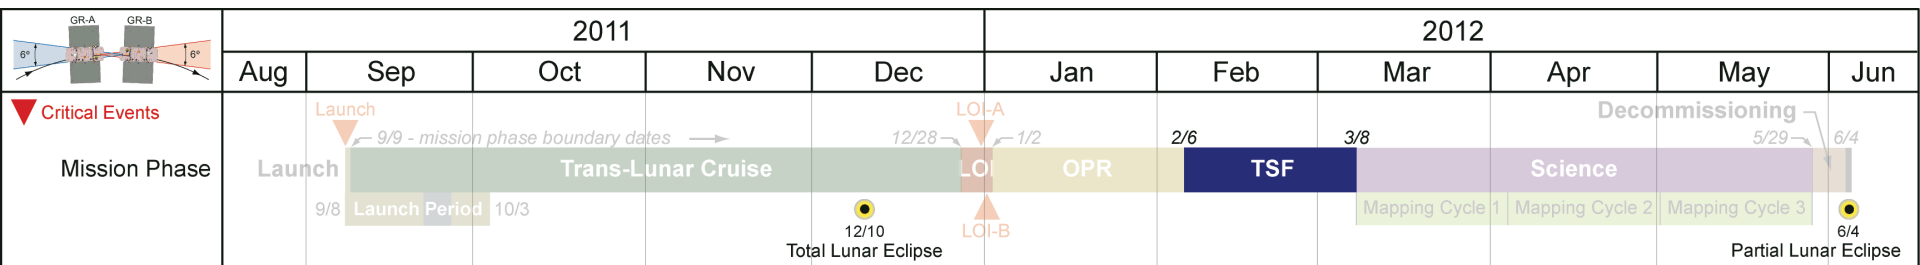 GR-A GR-B
6° 6°
2011 2012
Aug Sep Oct Nov Dec Jan Feb Mar Apr May Jun
Critical Events
Launch LOI-A Decommissioning
9/9 - mission phase boundary dates 12/28 1/2 2/6 3/8 5/29 6/4
Mission Phase Launch Trans-Lunar Cruise LOI OPR TSF Science
9/8 Launch Period 10/3 Mapping Cycle 1 Mapping Cycle 2 Mapping Cycle 3
12/10 LOI-B 6/4
Total Lunar Eclipse Partial Lunar Eclipse